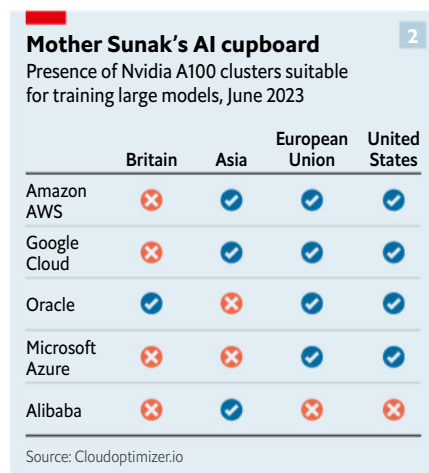 Mother Sunak’s AI cupboard
2
Presence of Nvidia A100 clusters suitable
for training large models, June 2023
European United
Britain Asia Union States
Amazon
AWS
Google
Cloud
Oracle
Microsoft
Azure
Alibaba
Source: Cloudoptimizer.io